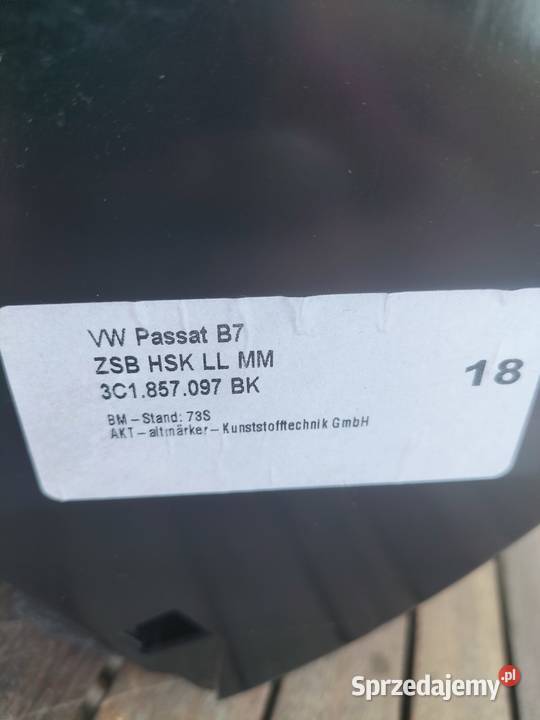 VW Passat B7
ZSB HSK LL MM
3C1.857.097 BK
18
BM – Stand: 73S
AKT – altmärker – Kunststofftechnik GmbH
Sprzedajemy.pl